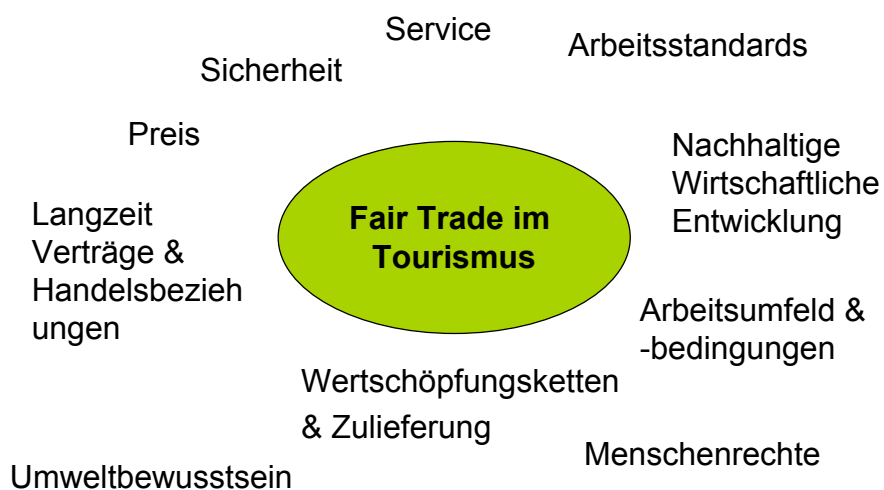 Service
Arbeitsstandards
Sicherheit
Preis
Nachhaltige
Wirtschaftliche
Entwicklung
Langzeit
Verträge &
Handelsbezieh
ungen
Fair Trade im
Tourismus
Arbeitsumfeld &
-bedingungen
Wertschöpfungsketten
& Zulieferung
Menschenrechte
Umweltbewusstsein